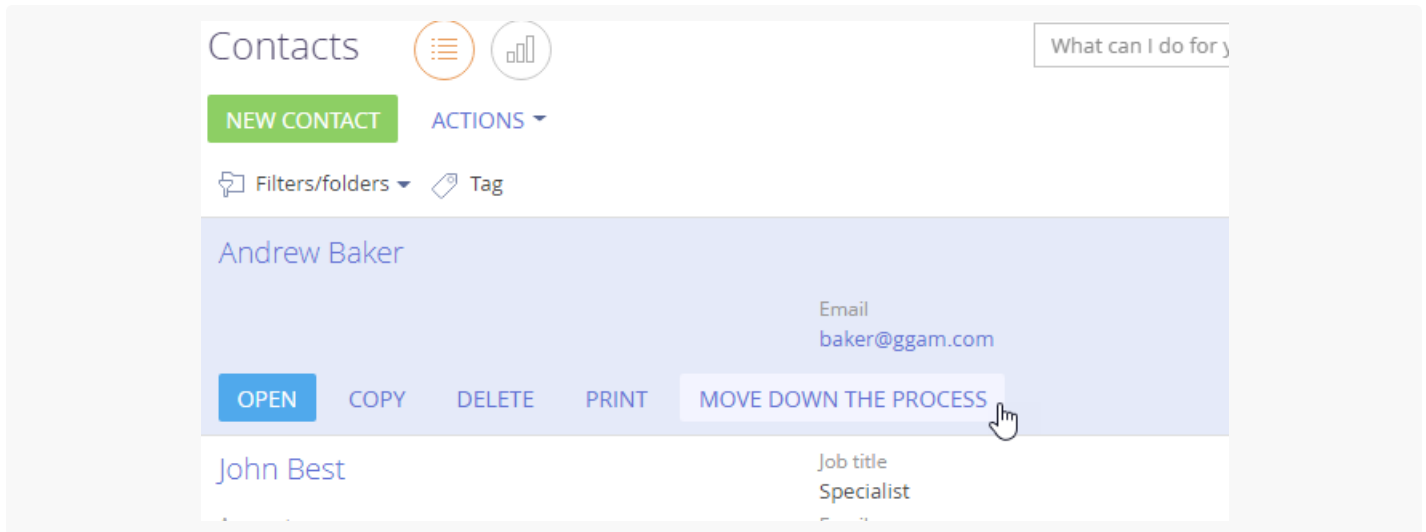 Contacts
What can I do for
NEW CONTACT ACTIONS
Filters/folders Tag
Andrew Baker
Email
baker@ggam.com
OPEN COPY DELETE PRINT MOVE DOWN THE PROCESS
John Best
Job title
Specialist